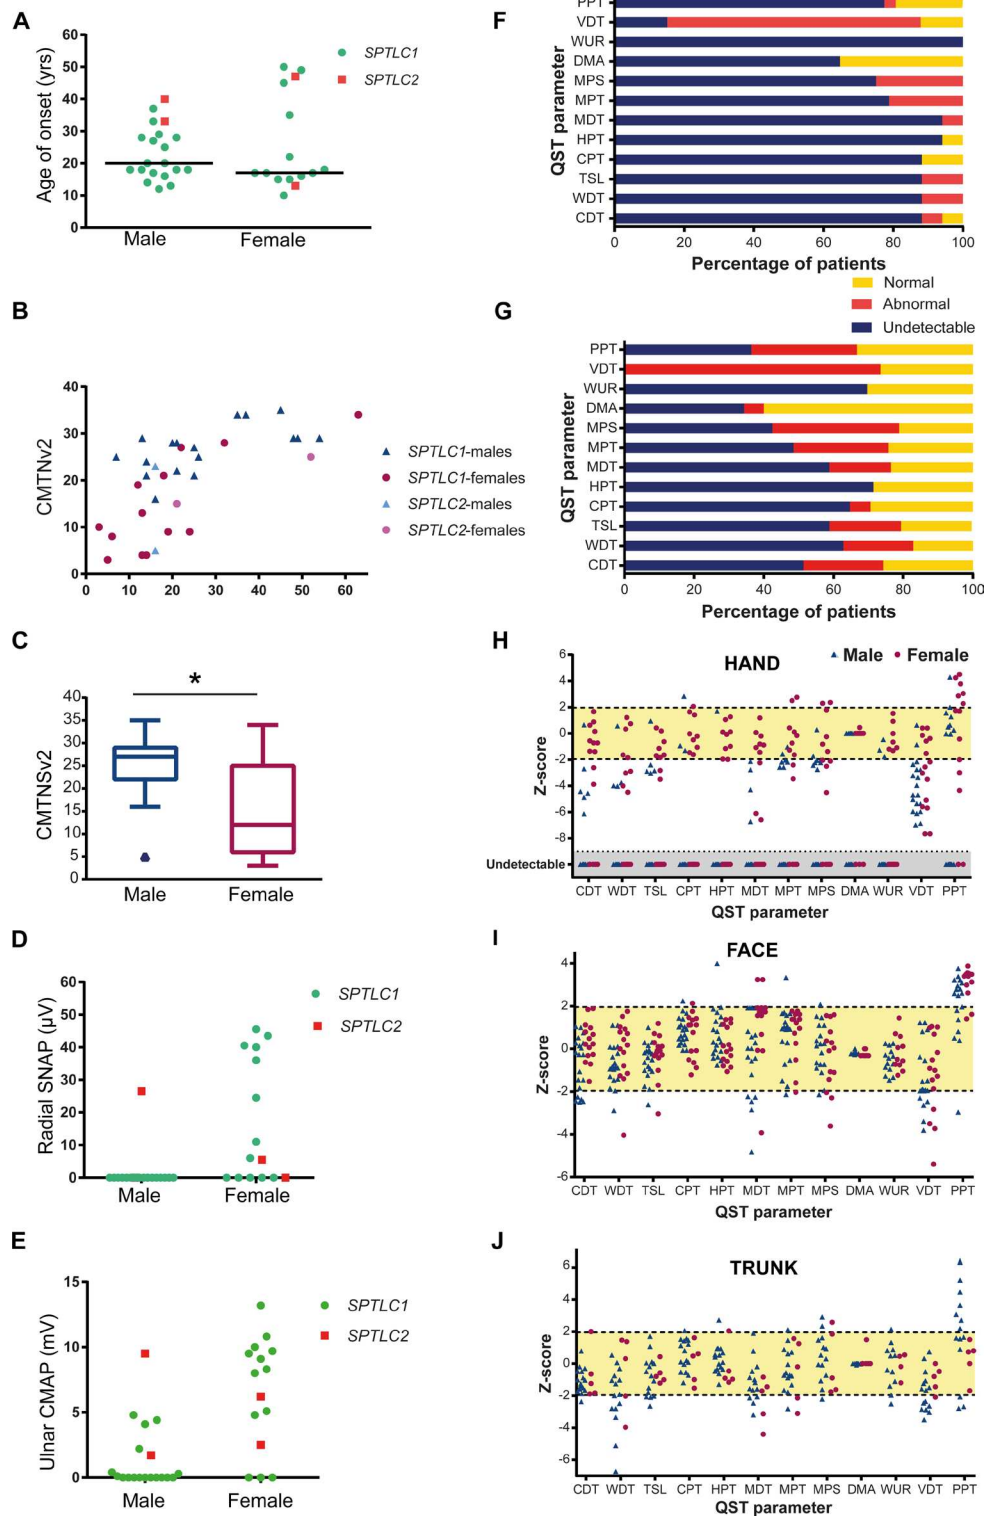 A
60
50
40
30
20
10
0
Age of onset (yrs)
SPTLC1
SPTLC2
Male
Female
B
40
30
20
10
0
CMTNv2
0 10 20 30 40 50 60
SPTLC1-males
SPTLC1-females
SPTLC2-males
SPTLC2-females
C
40
35
30
25
20
15
10
5
0
CMTNSv2
*
Male
Female
D
60
50
40
30
20
10
0
Radial SNAP (µV)
SPTLC1
SPTLC2
Male
Female
E
15
10
5
0
Ulnar CMAP (mV)
SPTLC1
SPTLC2
Male
Female
F
QST parameter
PPT
VDT
WUR
DMA
MPS
MPT
MDT
HPT
CPT
TSL
WDT
CDT
0 20 40 60 80 100
Percentage of patients
Normal
Abnormal
Undetectable
G
QST parameter
PPT
VDT
WUR
DMA
MPS
MPT
MDT
HPT
CPT
TSL
WDT
CDT
0 20 40 60 80 100
Percentage of patients
H
HAND
Male Female
6
4
2
0
-2
-4
-6
-8
Z-score
Undetectable
CDT WDT TSL CPT HPT MDT MPT MPS DMA WUR VDT PPT
QST parameter
I
FACE
4
2
0
-2
-4
-6
Z-score
CDT WDT TSL CPT HPT MDT MPT MPS DMA WUR VDT PPT
QST parameter
J
TRUNK
6
4
2
0
-2
-4
-6
Z-score
CDT WDT TSL CPT HPT MDT MPT MPS DMA WUR VDT PPT
QST parameter